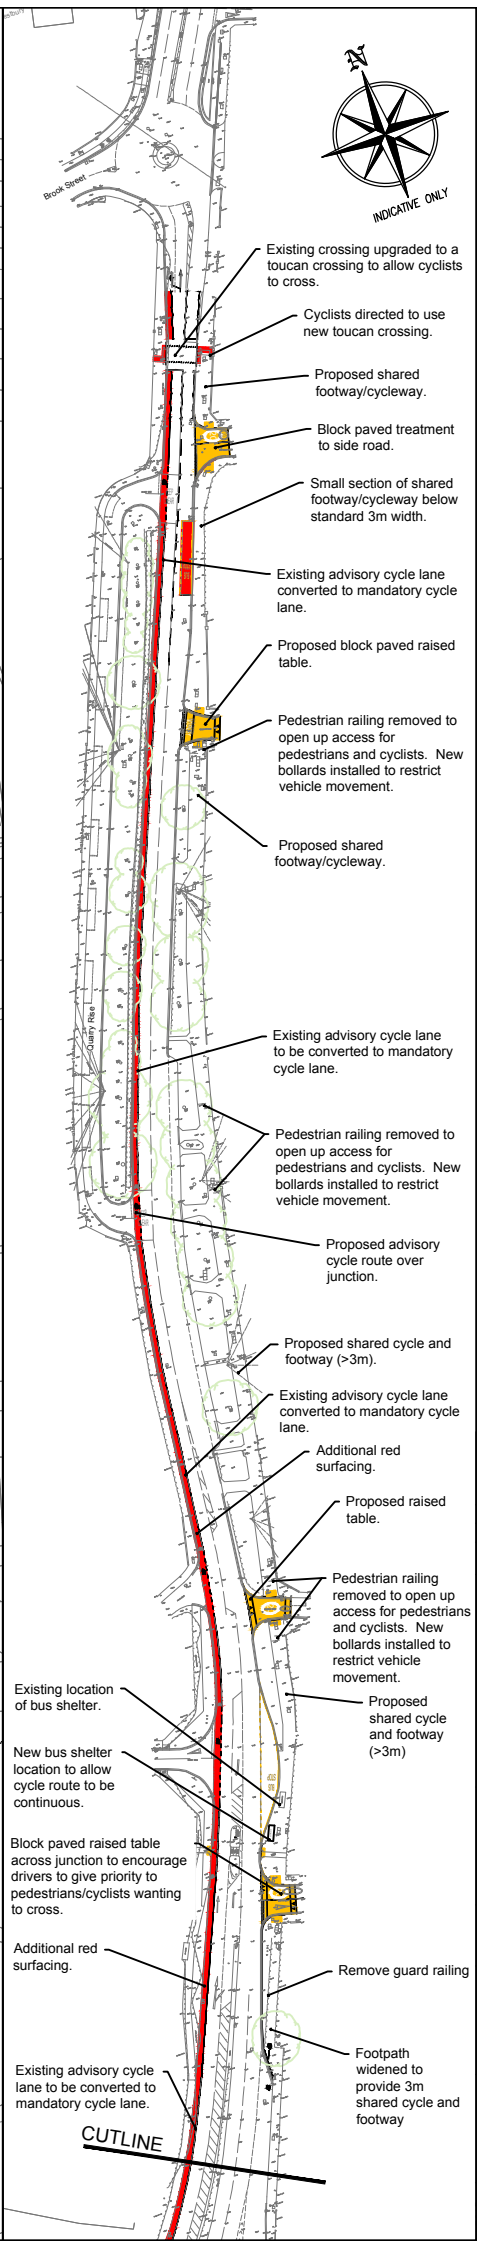 N
INDICATIVE ONLY
Brook Street
Existing crossing upgraded to a
toucan crossing to allow cyclists
to cross.
Cyclists directed to use
new toucan crossing.
Proposed shared
footway/cycleway.
Block paved treatment
to side road.
Small section of shared
footway/cycleway below
standard 3m width.
Existing advisory cycle lane
converted to mandatory cycle
lane.
Proposed block paved raised
table.
Pedestrian railing removed to
open up access for
pedestrians and cyclists. New
bollards installed to restrict
vehicle movement.
Proposed shared
footway/cycleway.
Quarry Rise
Existing advisory cycle lane
to be converted to mandatory
cycle lane.
Pedestrian railing removed to
open up access for
pedestrians and cyclists. New
bollards installed to restrict
vehicle movement.
Proposed advisory
cycle route over
junction.
Proposed shared cycle and
footway (>3m).
Existing advisory cycle lane
converted to mandatory cycle
lane.
Additional red
surfacing.
Proposed raised
table.
Pedestrian railing
removed to open up
access for pedestrians
and cyclists. New
bollards installed to
restrict vehicle
movement.
Existing location
of bus shelter.
Proposed
shared cycle
and footway
(>3m)
New bus shelter
location to allow
cycle route to be
continuous.
Block paved raised table
across junction to encourage
drivers to give priority to
pedestrians/cyclists wanting
to cross.
Additional red
surfacing.
Remove guard railing
Footpath
widened to
provide 3m
shared cycle and
footway
Existing advisory cycle
lane to be converted to
mandatory cycle lane.
CUTLINE